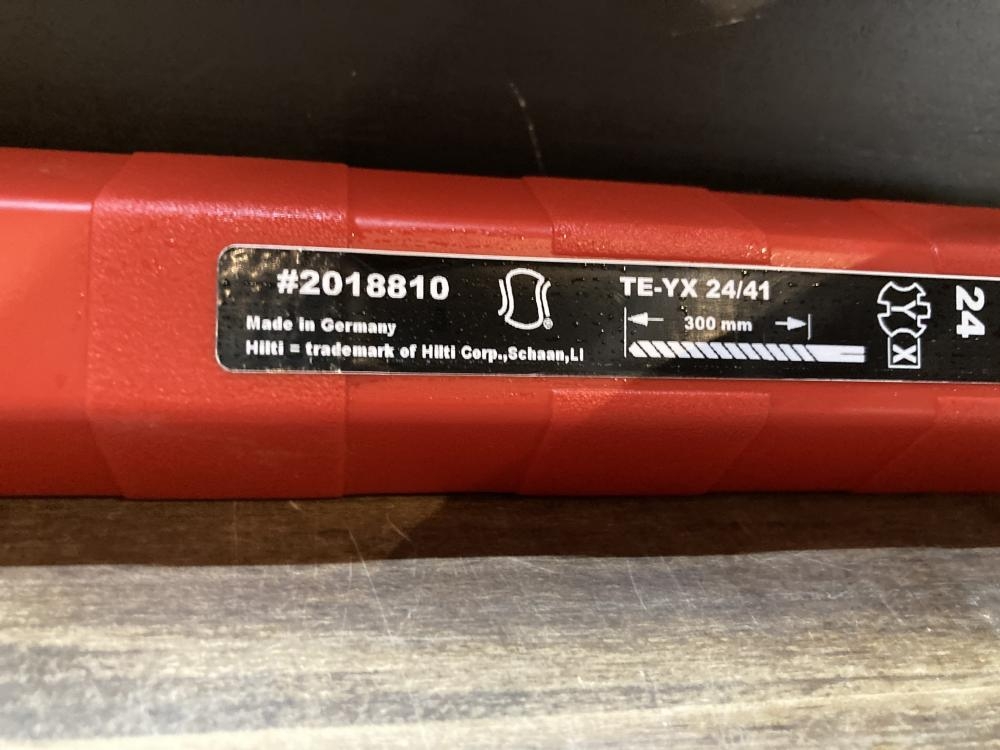 #2018810
Made in Germany
Hilti = trademark of Hilti Corp.,Schaan,LI
TE-YX 24/41
300 mm
Y
X
24